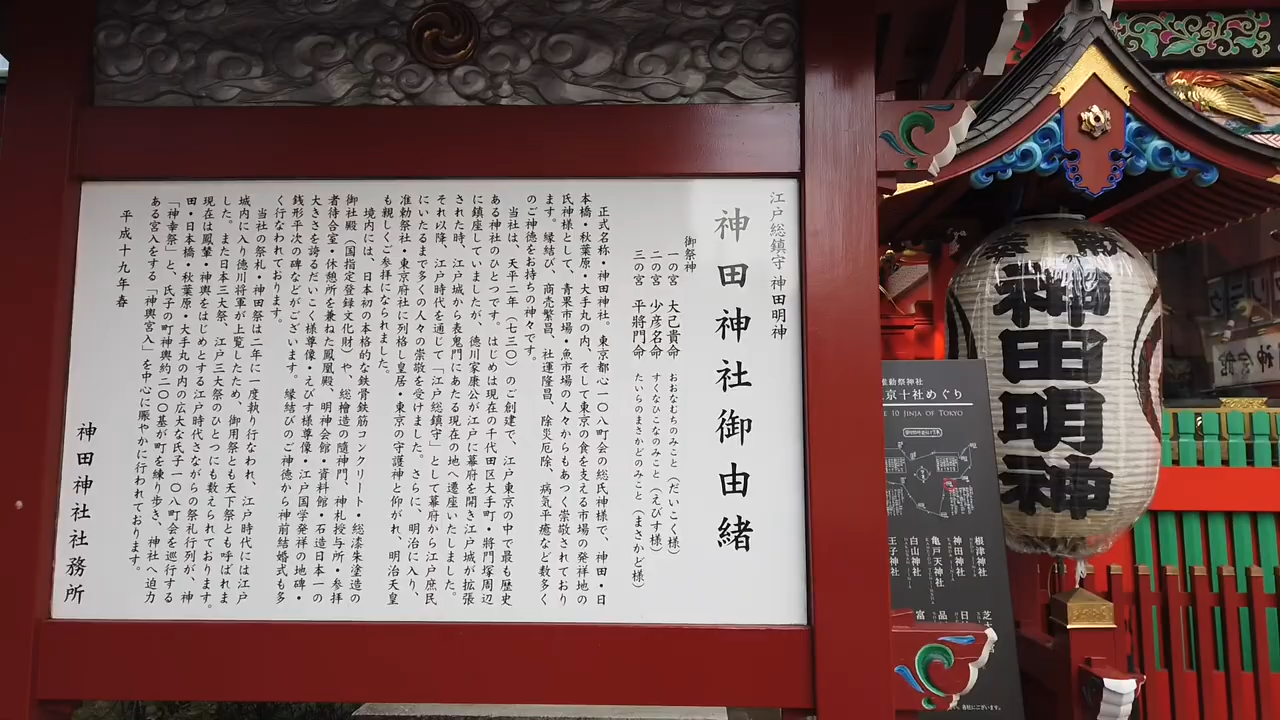 江戸総鎮守 神田明神
神田神社御由緒
御祭神
一の宮 大己貴命 おおなむちのみこと(だいこく様)
二の宮 少彦名命 すくなひこなのみこと(えびす様)
三の宮 平將門命 たいらのまさかどのみこと(まさかど様)
正式名称・神田神社。東京都心一〇八町会の総氏神様で、神田・日
本橋・秋葉原・大手丸の内、そして東京の食を支える市場の発祥地の
氏神様として、青果市場・魚市場の人々からもあつく崇敬されており
ます。縁結び、商売繁昌、社運隆昌、除災厄除、病気平癒など数多く
のご神徳をお持ちの神々です。
当社は、天平二年(七三〇)のご創建で、江戸東京の中で最も歴史
ある神社のひとつです。はじめは現在の千代田区大手町・將門塚周辺
に鎮座していましたが、徳川家康公が江戸に幕府を開き江戸城が拡張
された時、江戸城から表鬼門にあたる現在の地へ遷座いたしました。
それ以降、江戸時代を通じて「江戸総鎮守」として幕府から江戸庶民
にいたるまで多くの人々の崇敬を受けました。さらに、明治に入り、
准勅祭社・東京府社に列格し皇居・東京の守護神と仰がれ、明治天皇
も親しくご参拝になられました。
境内には、日本初の本格的な鉄骨鉄筋コンクリート・総漆朱塗造の
御社殿(国指定登録文化財)や、総檜造の隨神門、神札授与所・参拝
者待合室・休憩所を兼ねた鳳凰殿、明神会館・資料館・石造日本一の
大きさを誇るだいこく様尊像・えびす様尊像・江戸国学発祥の地碑・
銭形平次の碑などがございます。縁結びのご神徳から神前結婚式も多
く行なわれております。
当社の祭礼・神田祭は二年に一度執り行なわれ、江戸時代には江戸
城内に入り徳川将軍が上覧したため、御用祭とも天下祭とも呼ばれま
した。また日本三大祭、江戸三大祭のひとつにも数えられております。
現在は鳳輦・神輿をはじめとする江戸時代さながらの祭礼行列が、神
田・日本橋・秋葉原・大手丸の内の広大な氏子一〇八町会を巡行する
「神幸祭」と、氏子の町神輿約二〇〇基が町を練り歩き、神社へ迫力
ある宮入をする「神輿宮入」を中心に賑やかに行われております。
平成十九年春
神田神社社務所
神田明神
准勅祭神社
京十社めぐり
E 10 JINJA OF TOKYO
根津神社
神田神社
亀戸天神社
白山神社
王子神社